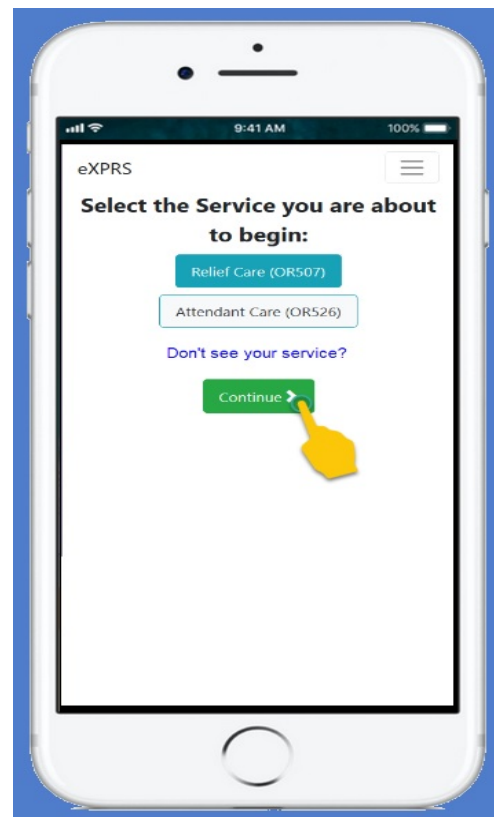 9:41 AM 100%
eXPRS
Select the Service you are about
to begin:
Relief Care (OR507)
Attendant Care (OR526)
Don't see your service?
Continue